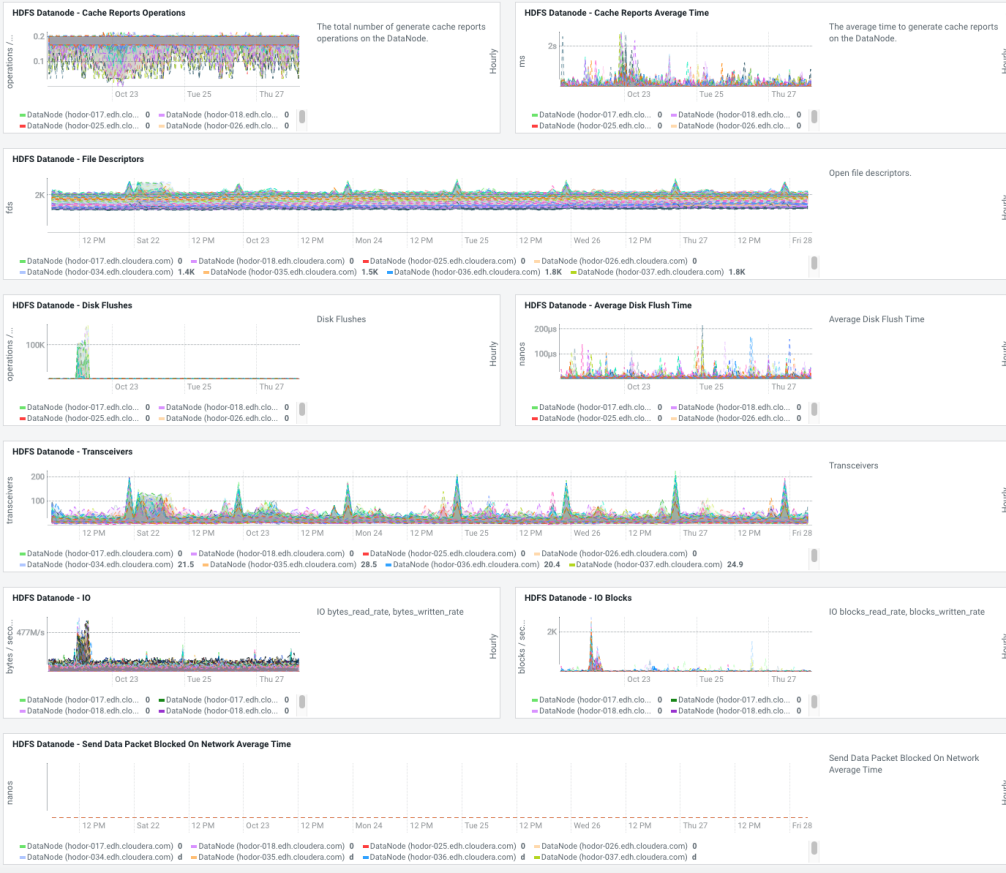 HDFS Datanode - Cache Reports Operations
The total number of generate cache reports
operations on the DataNode.
operations /...
0.2
0.1
Oct 23 Tue 25 Thu 27
Hourly
DataNode (hodor-017.edh.clo... 0 DataNode (hodor-018.edh.clo... 0
DataNode (hodor-025.edh.clo... 0 DataNode (hodor-026.edh.clo... 0
HDFS Datanode - Cache Reports Average Time
The average time to generate cache reports
on the DataNode.
ms
2a
Oct 23 Tue 25 Thu 27
Hourly
DataNode (hodor-017.edh.clo... 0 DataNode (hodor-018.edh.clo... 0
DataNode (hodor-025.edh.clo... 0 DataNode (hodor-026.edh.clo... 0
HDFS Datanode - File Descriptors
Open file descriptors.
fds
2K
12 PM Sat 22 12 PM Oct 23 12 PM Mon 24 12 PM Tue 25 12 PM Wed 26 12 PM Thu 27 12 PM Fri 28
Hourly
DataNode (hodor-017.edh.cloudera.com) 0 DataNode (hodor-018.edh.cloudera.com) 0 DataNode (hodor-025.edh.cloudera.com) 0 DataNode (hodor-026.edh.cloudera.com) 0
DataNode (hodor-034.edh.cloudera.com) 1.4K DataNode (hodor-035.edh.cloudera.com) 1.5K DataNode (hodor-036.edh.cloudera.com) 1.8K DataNode (hodor-037.edh.cloudera.com) 1.8K
HDFS Datanode - Disk Flushes
Disk Flushes
operations /...
100K
Oct 23 Tue 25 Thu 27
Hourly
DataNode (hodor-017.edh.clo... 0 DataNode (hodor-018.edh.clo... 0
DataNode (hodor-025.edh.clo... 0 DataNode (hodor-026.edh.clo... 0
HDFS Datanode - Average Disk Flush Time
Average Disk Flush Time
nanos
200µs
100µs
Oct 23 Tue 25 Thu 27
Hourly
DataNode (hodor-017.edh.clo... 0 DataNode (hodor-018.edh.clo... 0
DataNode (hodor-025.edh.clo... 0 DataNode (hodor-026.edh.clo... 0
HDFS Datanode - Transceivers
Transceivers
transceivers
200
100
12 PM Sat 22 12 PM Oct 23 12 PM Mon 24 12 PM Tue 25 12 PM Wed 26 12 PM Thu 27 12 PM Fri 28
Hourly
DataNode (hodor-017.edh.cloudera.com) 0 DataNode (hodor-018.edh.cloudera.com) 0 DataNode (hodor-025.edh.cloudera.com) 0 DataNode (hodor-026.edh.cloudera.com) 0
DataNode (hodor-034.edh.cloudera.com) 21.5 DataNode (hodor-035.edh.cloudera.com) 28.5 DataNode (hodor-036.edh.cloudera.com) 20.4 DataNode (hodor-037.edh.cloudera.com) 24.9
HDFS Datanode - IO
IO bytes_read_rate, bytes_written_rate
bytes / seco...
477M/s
Oct 23 Tue 25 Thu 27
Hourly
DataNode (hodor-017.edh.clo... 0 DataNode (hodor-017.edh.clo... 0
DataNode (hodor-018.edh.clo... 0 DataNode (hodor-018.edh.clo... 0
HDFS Datanode - IO Blocks
IO blocks_read_rate, blocks_written_rate
blocks / sec...
2K
Oct 23 Tue 25 Thu 27
Hourly
DataNode (hodor-017.edh.clo... 0 DataNode (hodor-017.edh.clo... 0
DataNode (hodor-018.edh.clo... 0 DataNode (hodor-018.edh.clo... 0
HDFS Datanode - Send Data Packet Blocked On Network Average Time
Send Data Packet Blocked On Network
Average Time
nanos
12 PM Sat 22 12 PM Oct 23 12 PM Mon 24 12 PM Tue 25 12 PM Wed 26 12 PM Thu 27 12 PM Fri 28
Hourly
DataNode (hodor-017.edh.cloudera.com) 0 DataNode (hodor-018.edh.cloudera.com) 0 DataNode (hodor-025.edh.cloudera.com) 0 DataNode (hodor-026.edh.cloudera.com) 0
DataNode (hodor-034.edh.cloudera.com) d DataNode (hodor-035.edh.cloudera.com) d DataNode (hodor-036.edh.cloudera.com) d DataNode (hodor-037.edh.cloudera.com) d